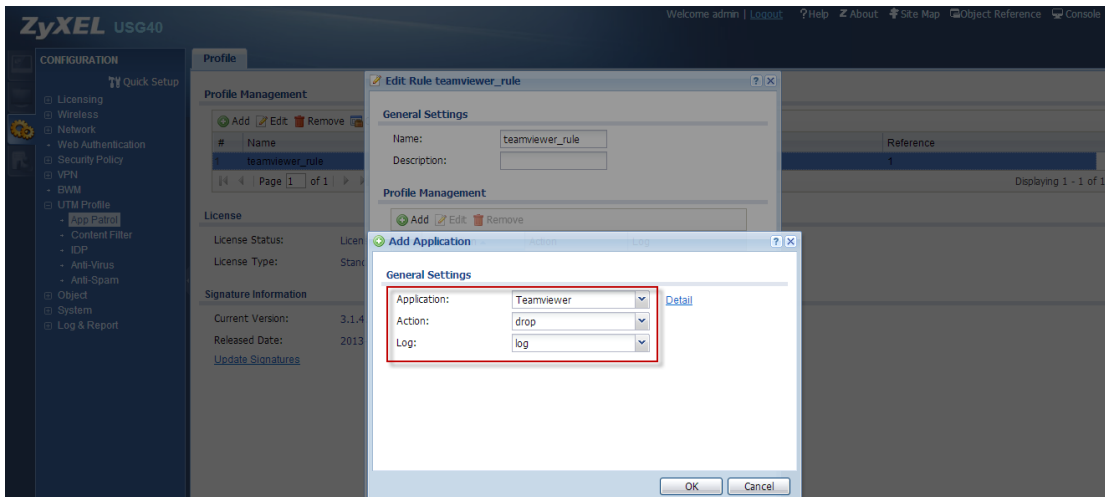 ZyXEL USG40
Welcome admin | Logout ?Help Z About Site Map Object Reference Console
CONFIGURATION
Quick Setup
Licensing
Wireless
Network
Web Authentication
Security Policy
VPN
BWM
UTM Profile
App Patrol
Content Filter
IDP
Anti-Virus
Anti-Spam
Object
System
Log & Report
Profile
Profile Management
Add Edit Remove
# Name Reference
1 teamviewer_rule 1
Page 1 of 1
Displaying 1 - 1 of 1
License
License Status: Licen
License Type: Stand
Signature Information
Current Version: 3.1.4
Released Date: 2013
Update Signatures
Edit Rule teamviewer_rule
General Settings
Name: teamviewer_rule
Description:
Profile Management
Add Edit Remove
Action Log
Add Application
General Settings
Application: Teamviewer Detail
Action: drop
Log: log
OK Cancel